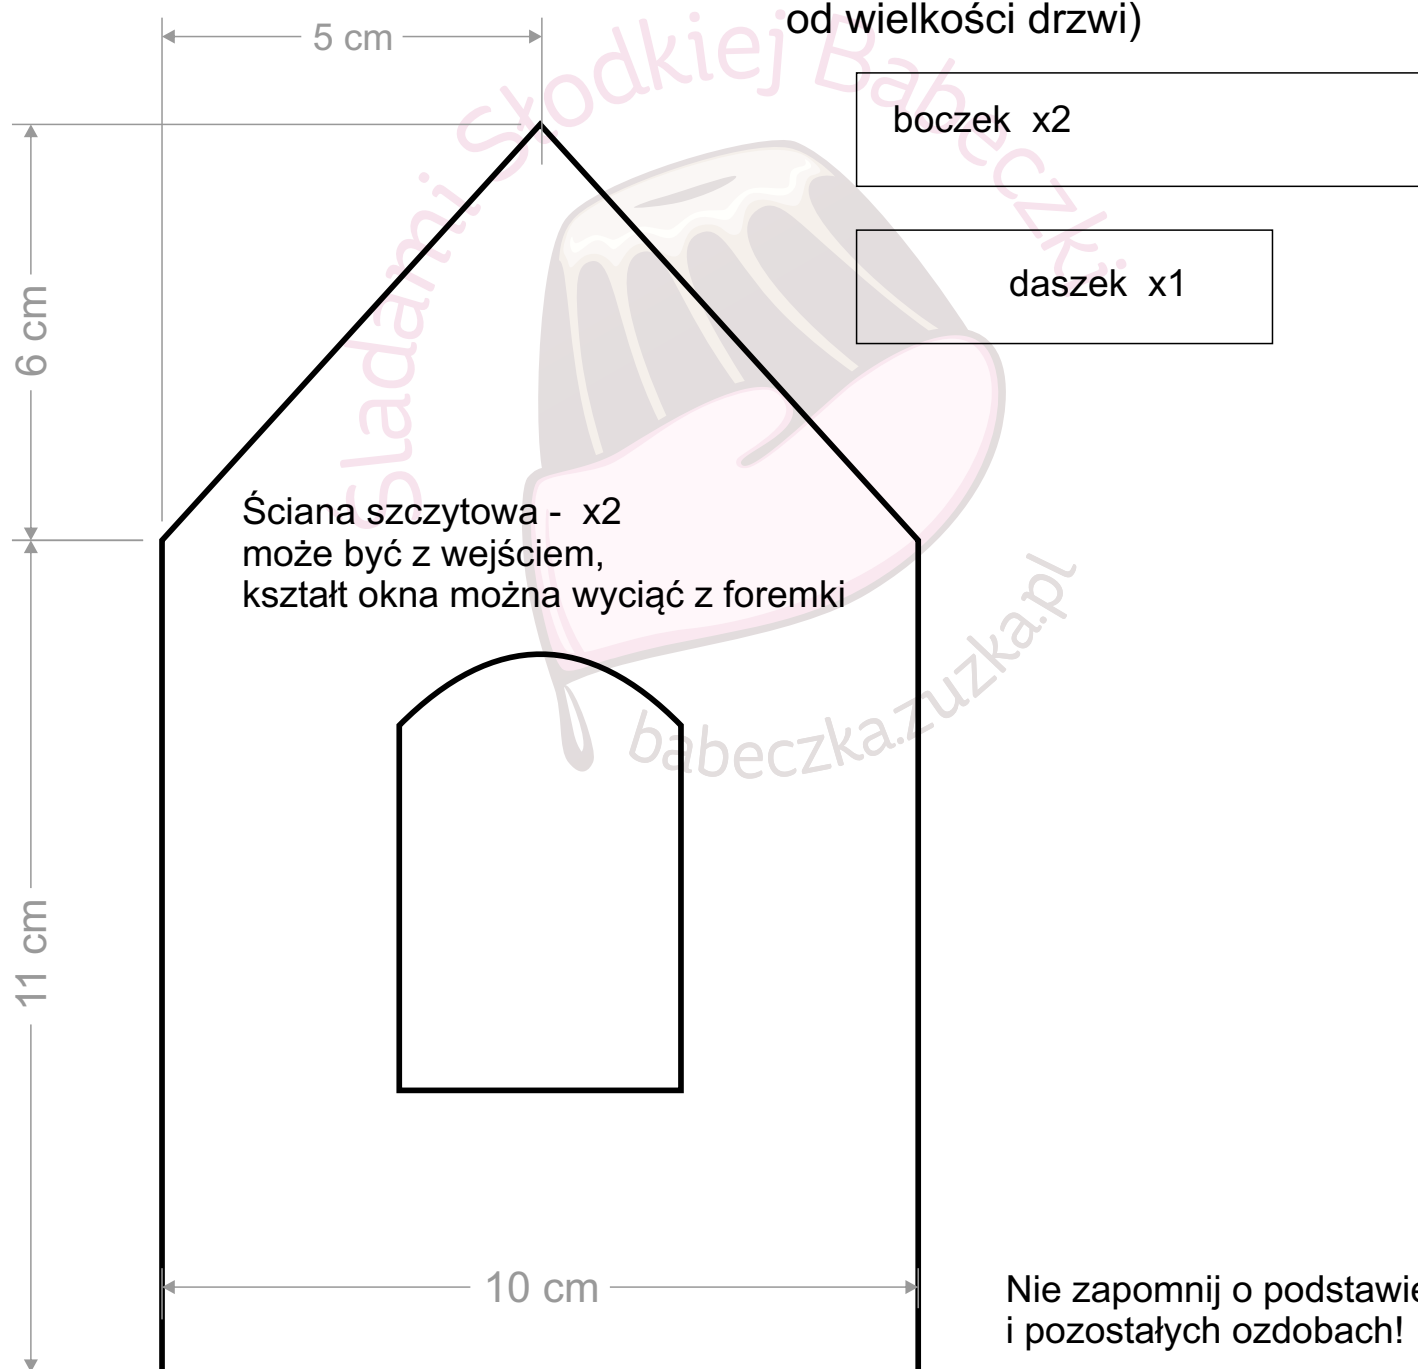 5 cm
od wielkości drzwi)
boczek x2
daszek x1
6 cm
Śladami Słodkiej Babeczki
Ściana szczytowa - x2
może być z wejściem,
kształt okna można wyciąć z foremki
babeczka.zuzka.pl
11 cm
10 cm
Nie zapomnij o podstawie
i pozostałych ozdobach!